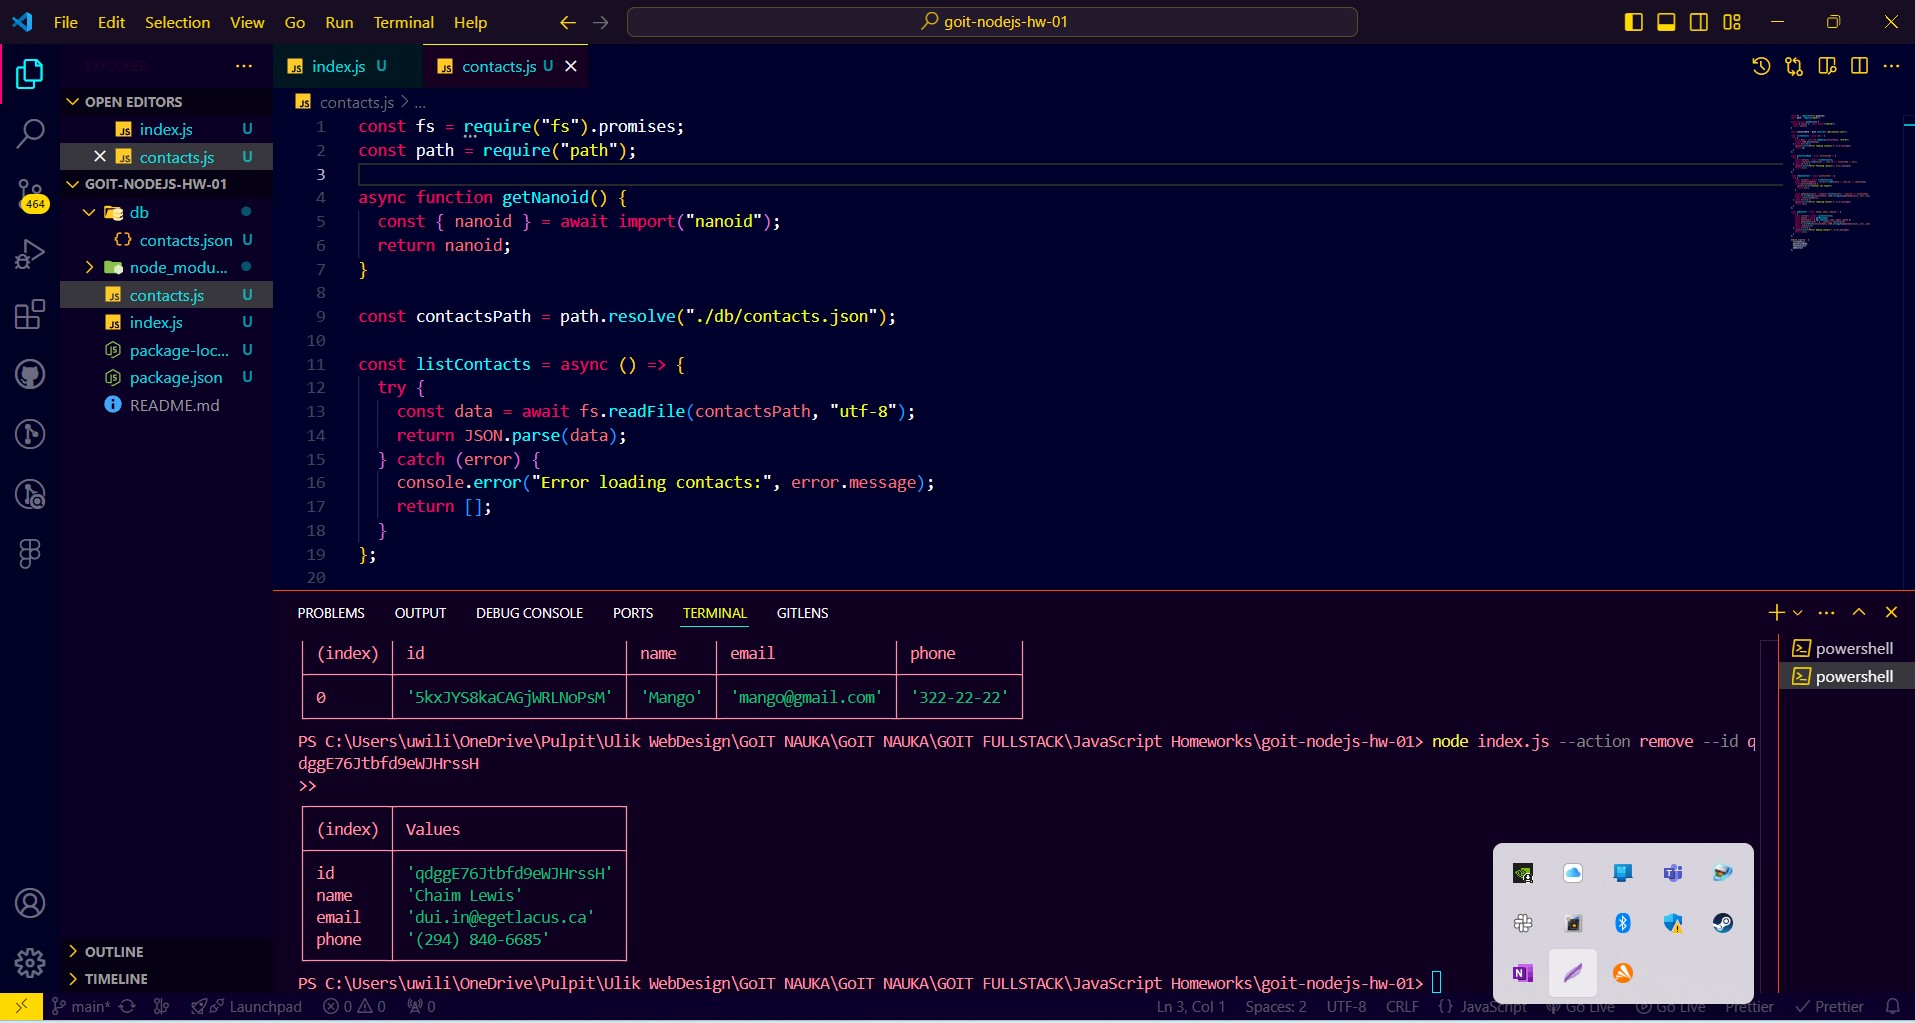 File Edit Selection View Go Run Terminal Help
goit-nodejs-hw-01
EXPLORER
index.js U
contacts.js U
OPEN EDITORS
index.js U
contacts.js U
GOIT-NODEJS-HW-01
db
contacts.json U
node_modu...
contacts.js U
index.js U
package-loc... U
package.json U
README.md
464
OUTLINE
TIMELINE
contacts.js > ...
1 const fs = require("fs").promises;
2 const path = require("path");
3
4 async function getNanoid() {
5 const { nanoid } = await import("nanoid");
6 return nanoid;
7 }
8
9 const contactsPath = path.resolve("./db/contacts.json");
10
11 const listContacts = async () => {
12 try {
13 const data = await fs.readFile(contactsPath, "utf-8");
14 return JSON.parse(data);
15 } catch (error) {
16 console.error("Error loading contacts:", error.message);
17 return [];
18 }
19 };
20
PROBLEMS OUTPUT DEBUG CONSOLE PORTS TERMINAL GITLENS
powershell
powershell
(index) id name email phone
0 '5kxJYS8kaCAGjWRLNoPsM' 'Mango' 'mango@gmail.com' '322-22-22'
PS C:\Users\uwili\OneDrive\Pulpit\Ulik WebDesign\GoIT NAUKA\GoIT NAUKA\GOIT FULLSTACK\JavaScript Homeworks\goit-nodejs-hw-01> node index.js --action remove --id q
dggE76Jtbfd9eWJHrssH
>>
(index) Values
id 'qdggE76Jtbfd9eWJHrssH'
name 'Chaim Lewis'
email 'dui.in@egetlacus.ca'
phone '(294) 840-6685'
PS C:\Users\uwili\OneDrive\Pulpit\Ulik WebDesign\GoIT NAUKA\GoIT NAUKA\GOIT FULLSTACK\JavaScript Homeworks\goit-nodejs-hw-01>
main* Launchpad 0 0 0 Ln 3, Col 1 Spaces: 2 UTF-8 CRLF {} JavaScript Go Live Go Live Prettier Prettier